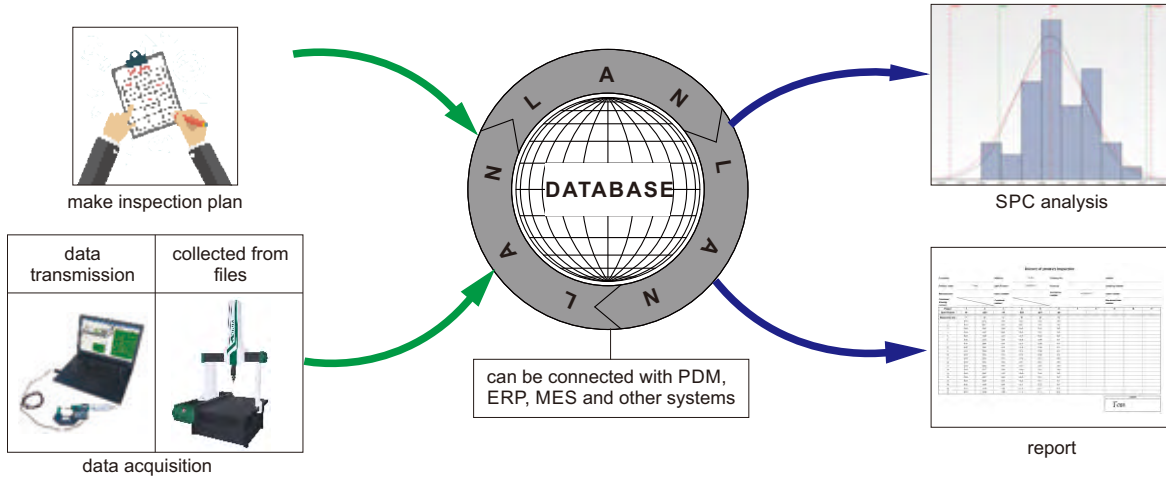 make inspection plan
data
transmission
collected from
files
data acquisition
L A N
L A N
L A N
DATABASE
can be connected with PDM,
ERP, MES and other systems
SPC analysis
report